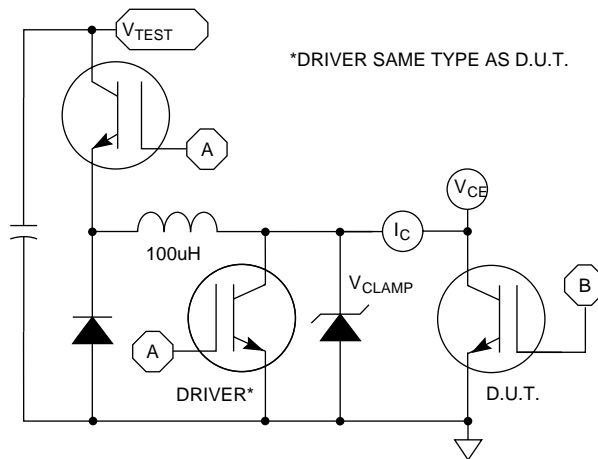 VTEST
*DRIVER SAME TYPE AS D.U.T.
A
VCE
IC
100uH
VCLAMP
B
A
DRIVER*
D.U.T.